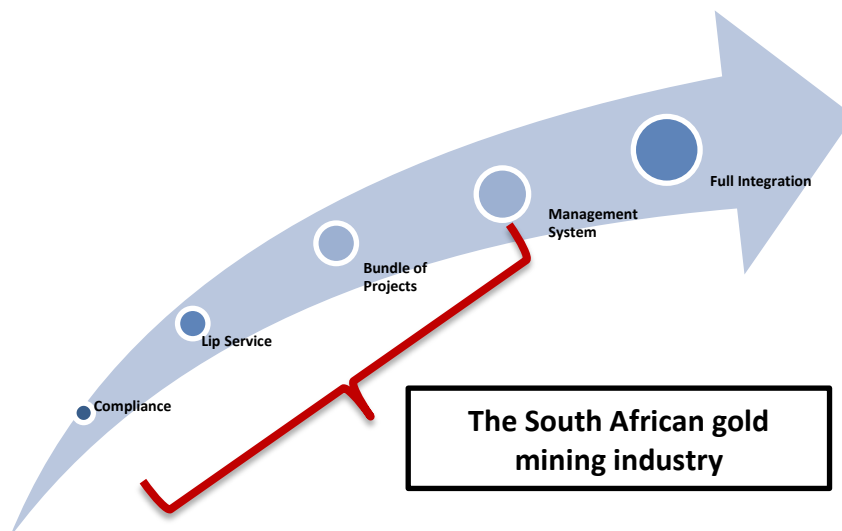 Full Integration
Management
System
Bundle of
Projects
Lip Service
Compliance
The South African gold
mining industry